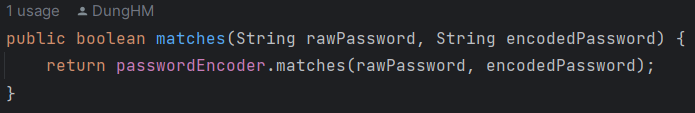 1 usage DungHM
public boolean matches(String rawPassword, String encodedPassword) {
    return passwordEncoder.matches(rawPassword, encodedPassword);
}